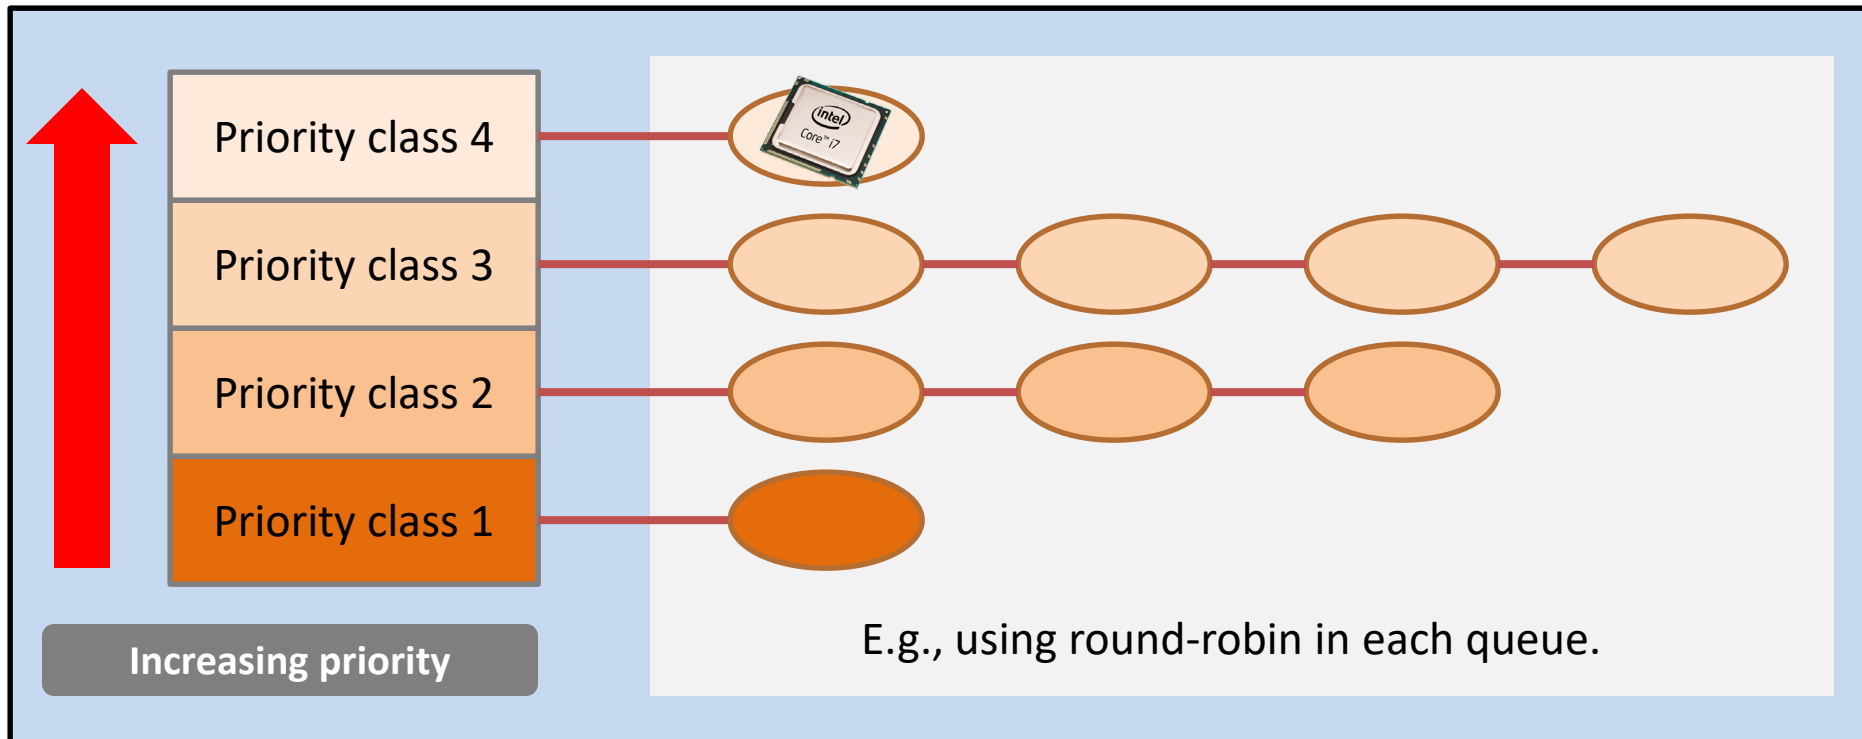 Priority class 4
intel
Core™ i7
Priority class 3
Priority class 2
Priority class 1
Increasing priority
E.g., using round-robin in each queue.